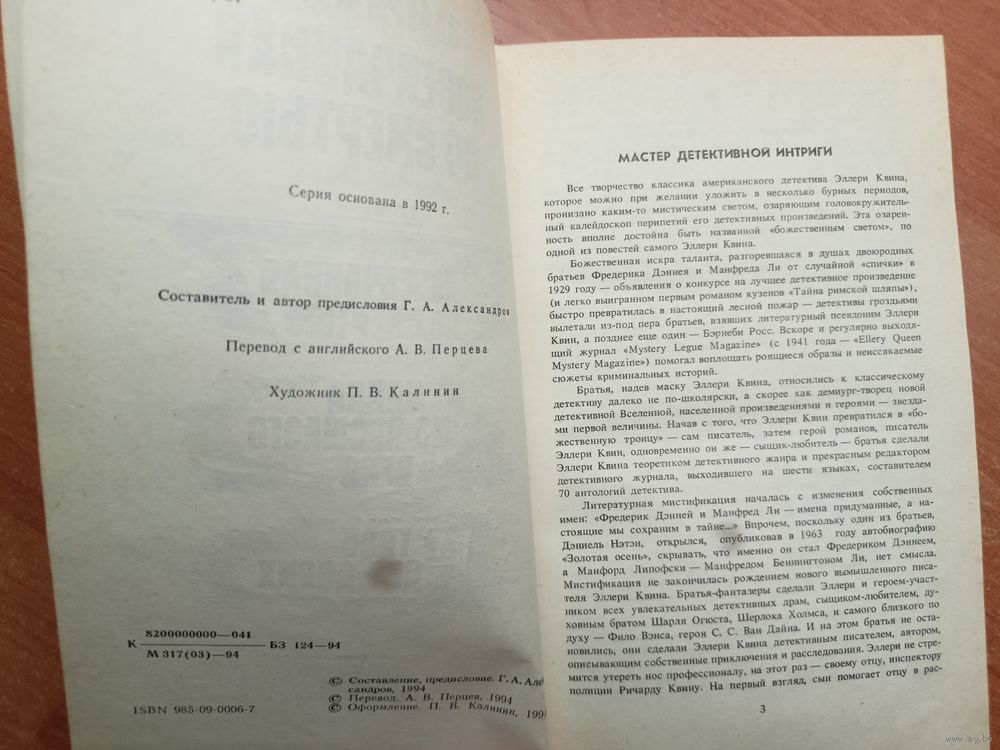 Серия основана в 1992 г.
Составитель и автор предисловия Г. А. Александров
Перевод с английского А. В. Перцева
Художник П. В. Калинин
8200000000—041
К БЗ 124—94
М 317(03)—94
© Составление, предисловие. Г. А. Алек
сандров, 1994
© Перевод. А. В. Перцев, 1994
© Оформление. П. В. Калинин, 199
ISBN 985-09-0006-7
МАСТЕР ДЕТЕКТИВНОЙ ИНТРИГИ
Все творчество классика американского детектива Эллери Квина,
которое можно при желании уложить в несколько бурных периодов,
пронизано каким-то мистическим светом, озаряющим головокружитель-
ный калейдоскоп перипетий его детективных произведений. Эта озарен-
ность вполне достойна быть названной «божественным светом», по
одной из повестей самого Эллери Квина.
Божественная искра таланта, разгоревшаяся в душах двоюродных
братьев Фредерика Дэннея и Манфреда Ли от случайной «спички» в
1929 году — объявления о конкурсе на лучшее детективное произведение
(и легко выигранном первым романом кузенов «Тайна римской шляпы»),
быстро превратилась в настоящий лесной пожар — детективы гроздьями
вылетали из-под пера братьев, взявших литературный псевдоним Эллери
Квин, а позднее еще один — Бэрнеби Росс. Вскоре и регулярно выходя-
щий журнал «Mystery Legue Magazine» (с 1941 года — «Ellery Queen
Mystery Magazine») помогал воплощать роящиеся образы и неиссякаемые
сюжеты криминальных историй.
Братья, надев маску Эллери Квина, относились к классическому
детективу далеко не по-школярски, а скорее как демиург-творец новой
детективной Вселенной, населенной произведениями и героями — звезда-
ми первой величины. Начав с того, что Эллери Квин превратился в «бо-
жественную троицу» — сам писатель, затем герой романов, писатель
Эллери Квин, одновременно он же — сыщик-любитель — братья сделали
Эллери Квина теоретиком детективного жанра и прекрасным редактором
детективного журнала, выходившего на шести языках, составителем
70 антологий детектива.
Литературная мистификация началась с изменения собственных
имен: «Фредерик Дэнней и Манфред Ли — имена придуманные, а на-
стоящие мы сохраним в тайне...» Впрочем, поскольку один из братьев,
Дэниель Нэтэн, открылся, опубликовав в 1963 году автобиографию
«Золотая осень», скрывать, что именно он стал Фредериком Дэннеем,
а Манфорд Липофски — Манфредом Беннингтоном Ли, нет смысла.
Мистификация не закончилась рождением нового вымышленного писа-
теля Эллери Квина. Братья-фантазеры сделали Эллери и героем-участ-
ником всех увлекательных детективных драм, сыщиком-любителем, ду-
ховным братом Шарля Огюста, Шерлока Холмса, и самого близкого по
духу — Фило Вэнса, героя С. С. Ван Дайна. И на этом братья не оста-
новились, они сделали Эллери Квина детективным писателем, автором,
описывающим собственные приключения и расследования. Эллери не стре-
мится утереть нос профессионалу, на этот раз — своему отцу, инспектору
полиции Ричарду Квину. На первый взгляд, сын помогает отцу в рас-
3
www.ay.by